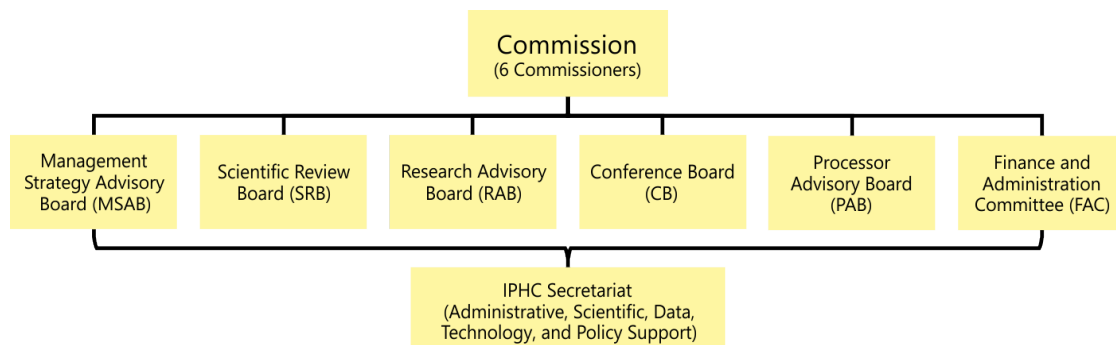 Commission
(6 Commissioners)
Management
Strategy Advisory
Board (MSAB)
Scientific Review
Board (SRB)
Research Advisory
Board (RAB)
Conference Board
(CB)
Processor
Advisory Board
(PAB)
Finance and
Administration
Committee (FAC)
IPHC Secretariat
(Administrative, Scientific, Data,
Technology, and Policy Support)